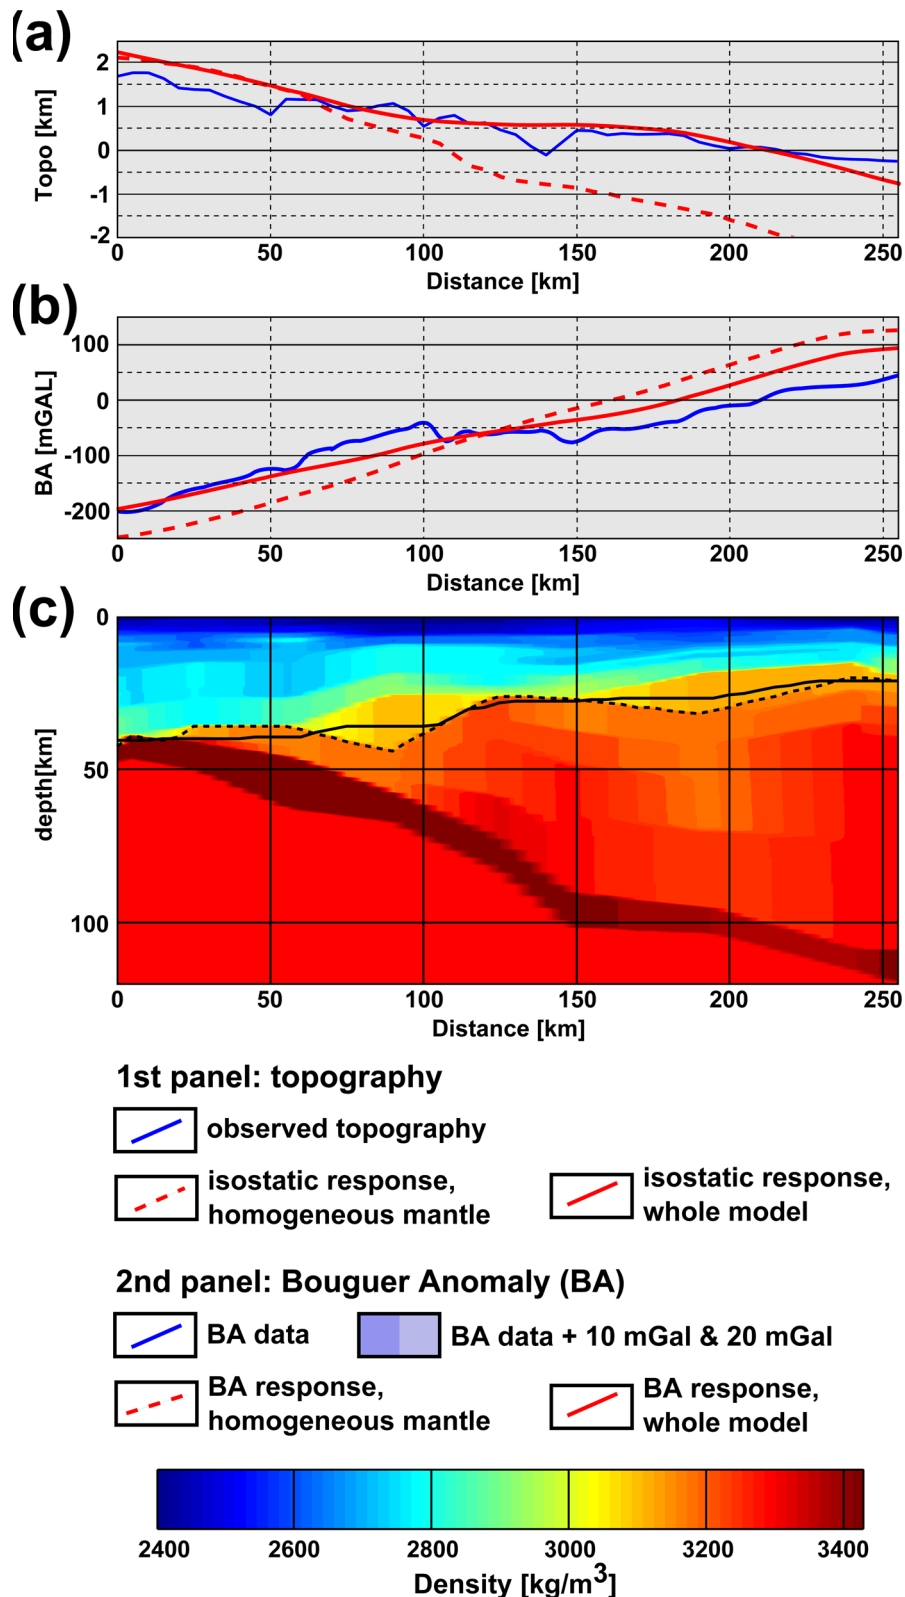 (a)
2
1
0
-1
-2
Topo [km]
0 50 100 150 200 250
Distance [km]
(b)
100
0
-100
-200
BA [mGAL]
0 50 100 150 200 250
Distance [km]
(c)
0
50
100
depth[km]
0 50 100 150 200 250
Distance [km]
1st panel: topography
observed topography
isostatic response,
homogeneous mantle
isostatic response,
whole model
2nd panel: Bouguer Anomaly (BA)
BA data
BA data + 10 mGal & 20 mGal
BA response,
homogeneous mantle
BA response,
whole model
2400 2600 2800 3000 3200 3400
Density [kg/m³]